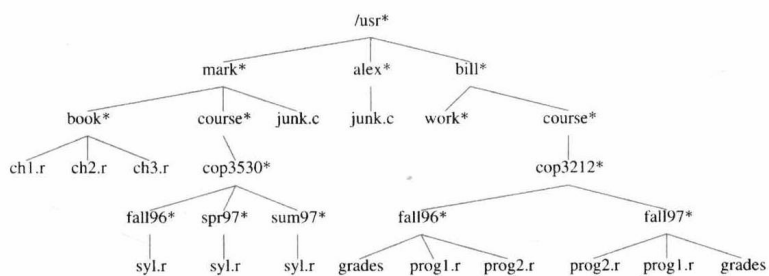 /usr*
mark* alex* bill*
book* course* junk.c junk.c work* course*
ch1.r ch2.r ch3.r cop3530* cop3212*
fall96* spr97* sum97* fall96* fall97*
syl.r syl.r syl.r grades prog1.r prog2.r prog2.r prog1.r grades